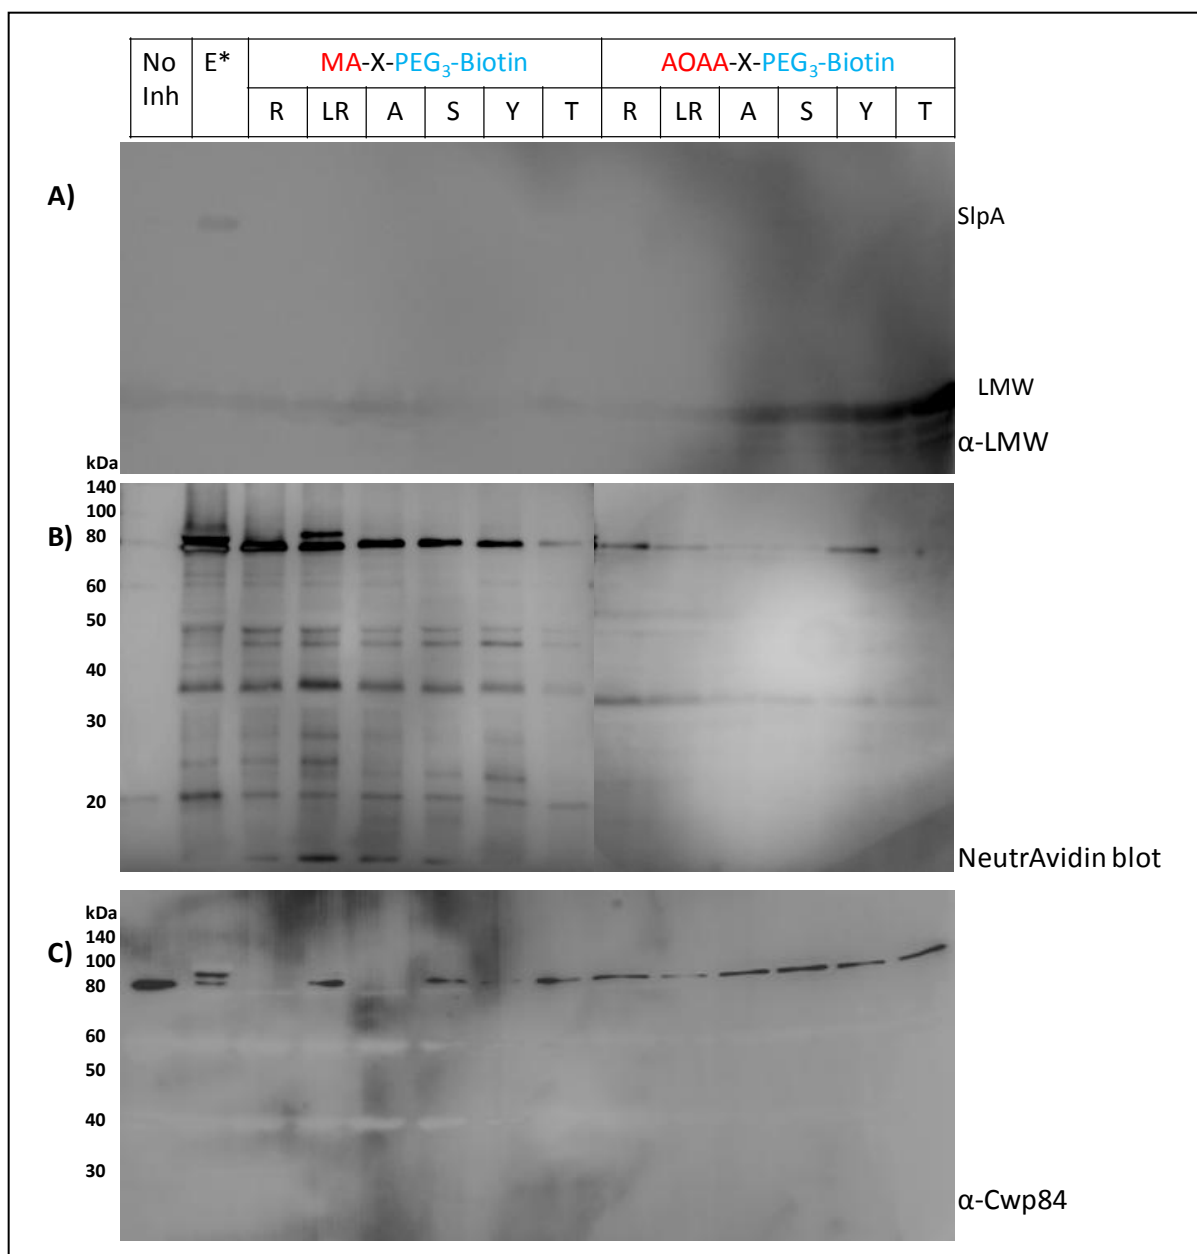 No Inh E* MA-X-PEG3-Biotin AOAA-X-PEG3-Biotin
R LR A S Y T R LR A S Y T
A)
SlpA
LMW
α-LMW
kDa
140
100
B) 80
60
50
40
30
20
NeutrAvidin blot
kDa
140
C) 100
80
60
50
40
30
α-Cwp84